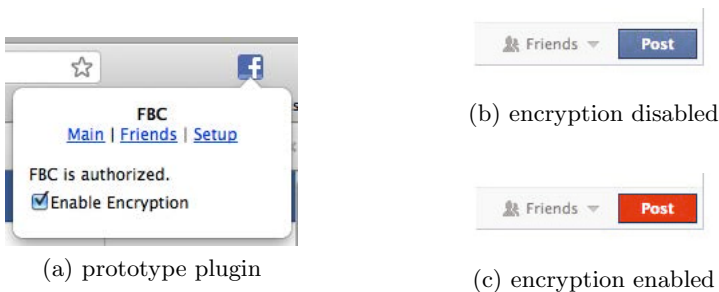 f
FBC
Main | Friends | Setup
FBC is authorized.
Enable Encryption
(a) prototype plugin
Friends Post
(b) encryption disabled
Friends Post
(c) encryption enabled